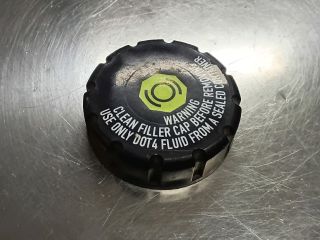 WARNING
CLEAN FILLER CAP BEFORE REMOVING
USE ONLY DOT4 FLUID FROM A SEALED CONTAINER